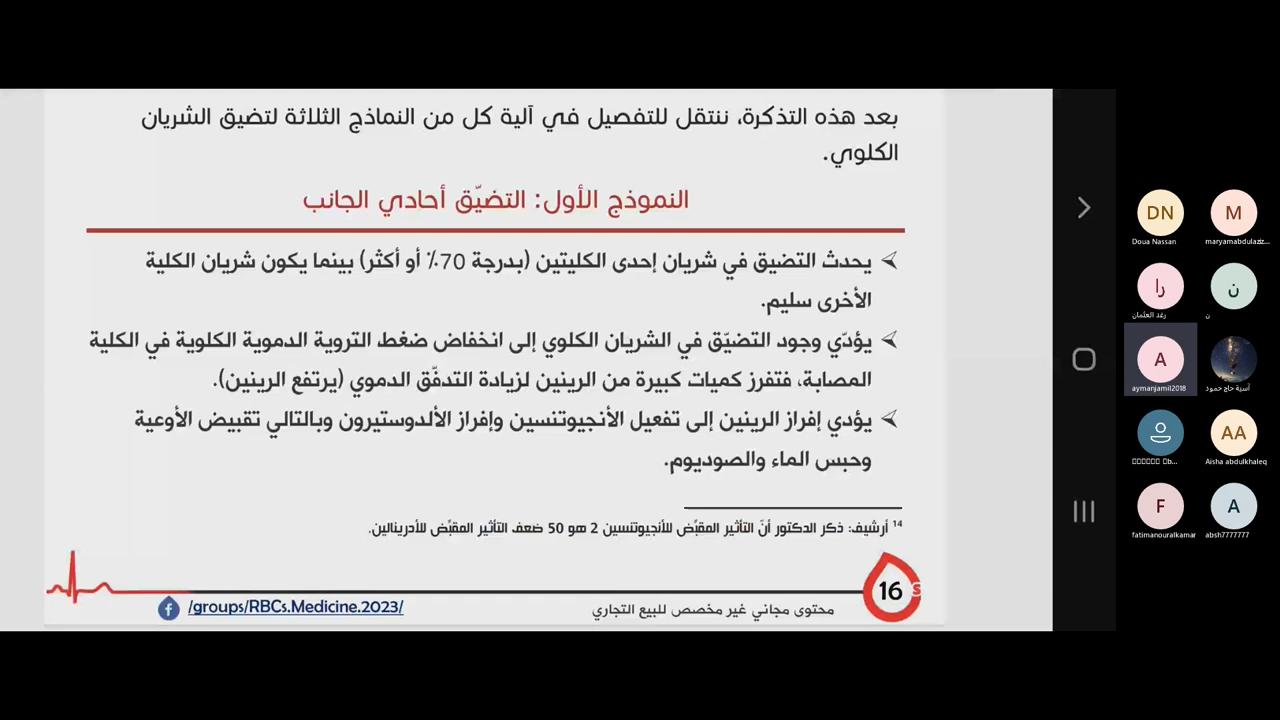 بعد هذه التذكرة، ننتقل للتفصيل في آلية كل من النماذج الثلاثة لتضيق الشريان
الكلوي.
النموذج الأول: التضيّق أحادي الجانب
يحدث التضيق في شريان إحدى الكليتين (بدرجة 70٪ أو أكثر) بينما يكون شريان الكلية
الأخرى سليم.
يؤدّي وجود التضيّق في الشريان الكلوي إلى انخفاض ضغط التروية الدموية الكلوية في الكلية
المصابة، فتفرز كميات كبيرة من الرينين لزيادة التدفّق الدموي (يرتفع الرينين).
يؤدي إفراز الرينين إلى تفعيل الأنجيوتنسين وإفراز الألدوستيرون وبالتالي تقبيض الأوعية
وحبس الماء والصوديوم.
14 أرشيف: ذكر الدكتور أنّ التأثير المقبّض للأنجيوتنسين 2 هو 50 ضعف التأثير المقبّض للأدرينالين.
16
محتوى مجاني غير مخصص للبيع التجاري
/groups/RBCs.Medicine.2023/
DN
M
Doua Nassan
maryamabdulaziz...
را
ن
رغد العثمان
ن
A
aymanjamil2018
آسية حاج حمود
AA
Aisha abdulkhaleq
F
A
fatimanouralkamar
absh7777777